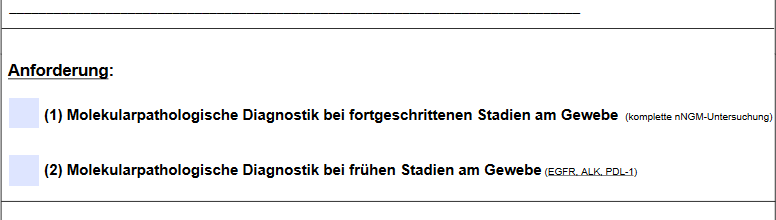 Anforderung:
(1) Molekularpathologische Diagnostik bei fortgeschrittenen Stadien am Gewebe (komplette nNGM-Untersuchung)
(2) Molekularpathologische Diagnostik bei frühen Stadien am Gewebe (EGFR, ALK, PDL-1)